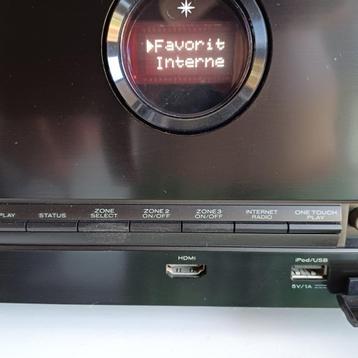 ▶Favorit
Interne
PLAY STATUS ZONE SELECT ZONE 2 ON/OFF ZONE 3 ON/OFF INTERNET RADIO ONE TOUCH PLAY
HDMI iPod/USB
5V/1A